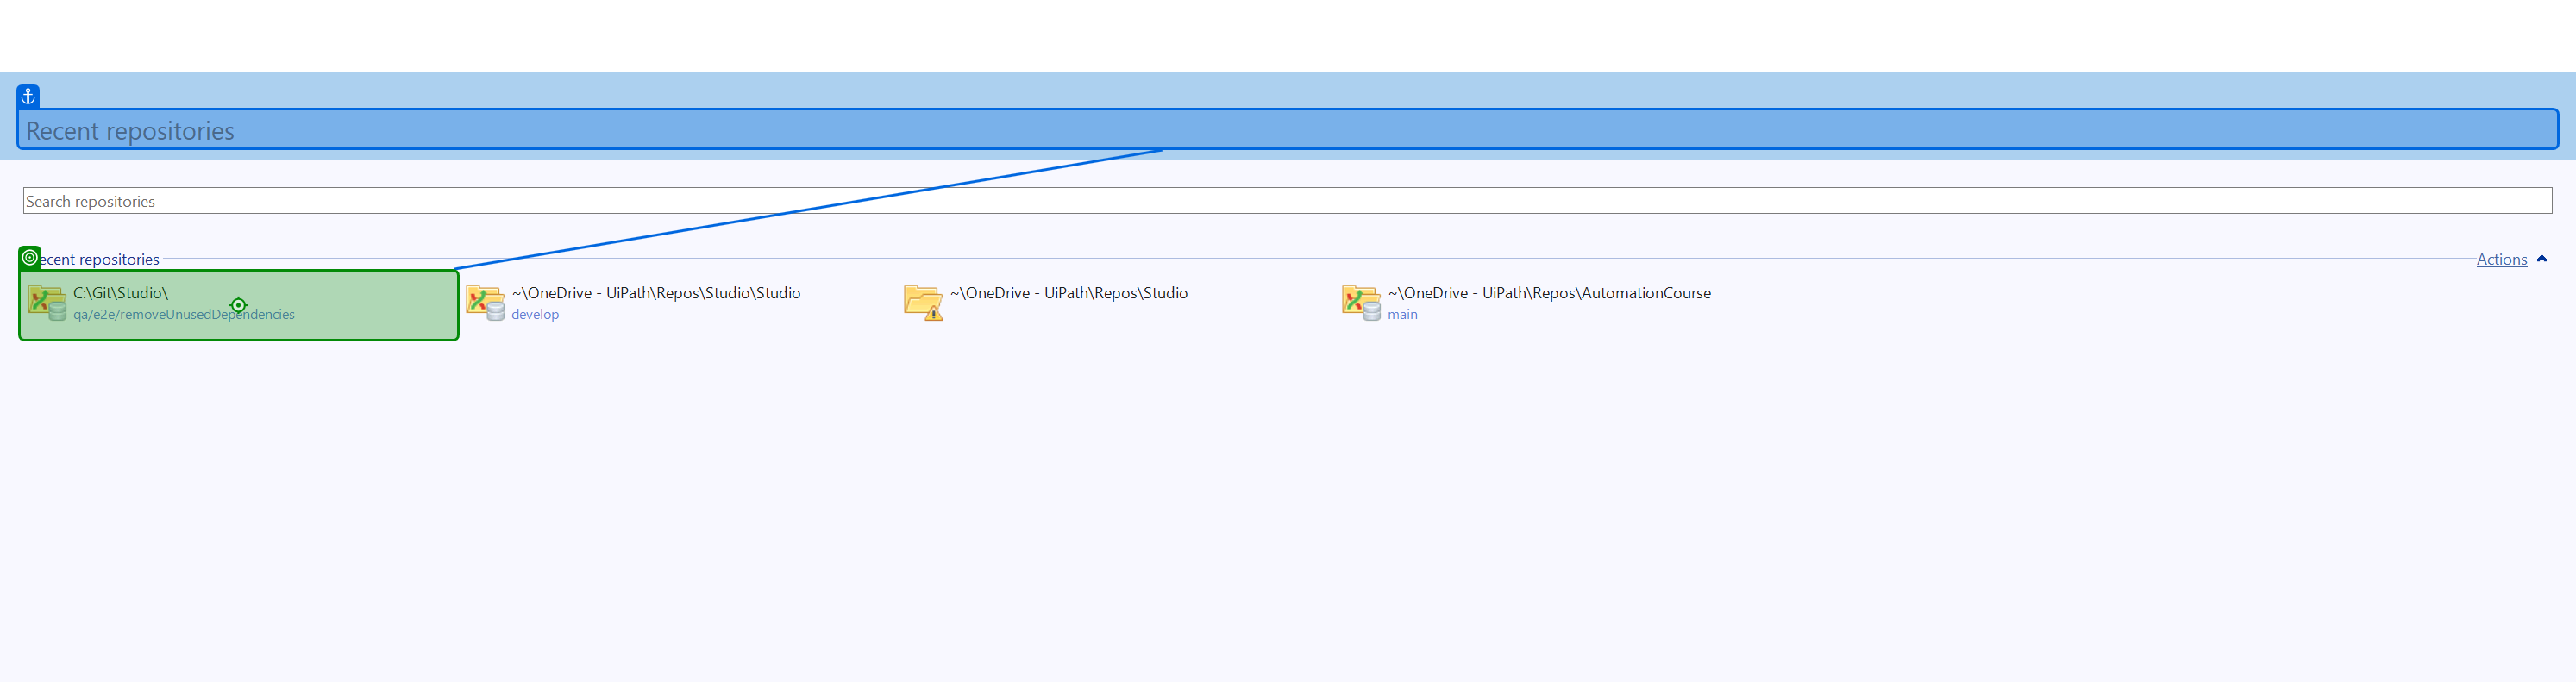 Recent repositories
Search repositories
ecent repositories
Actions
C:\Git\Studio\
qa/e2e/removeUnusedDependencies
~\OneDrive - UiPath\Repos\Studio\Studio
develop
~\OneDrive - UiPath\Repos\Studio
~\OneDrive - UiPath\Repos\AutomationCourse
main